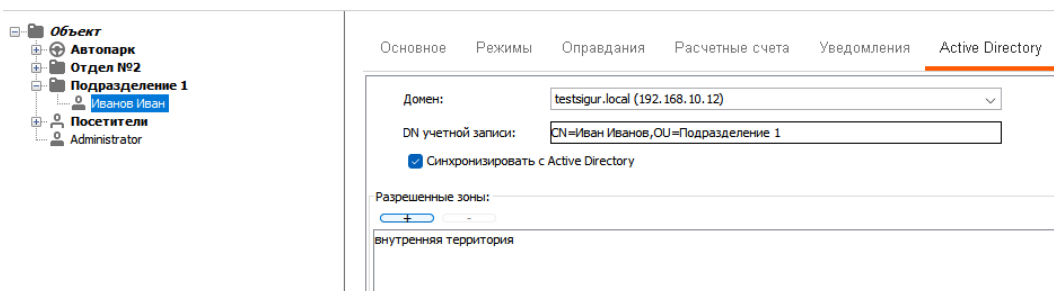 Объект
Автопарк
Отдел №2
Подразделение 1
Иванов Иван
Посетители
Administrator
Основное Режимы Оправдания Расчетные счета Уведомления Active Directory
Домен: testsigur.local (192.168.10.12)
DN учетной записи: CN=Иван Иванов,OU=Подразделение 1
Синхронизировать с Active Directory
Разрешенные зоны:
+ -
внутренняя территория